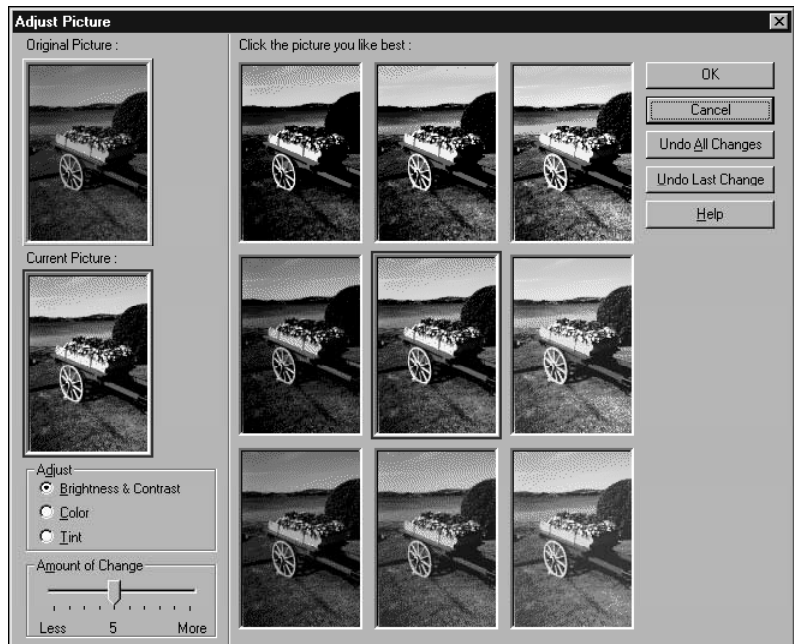 Adjust Picture
Original Picture :
Click the picture you like best :
OK
Cancel
Undo All Changes
Undo Last Change
Help
Current Picture :
Adjust
Brightness & Contrast
Color
Tint
Amount of Change
Less 5 More